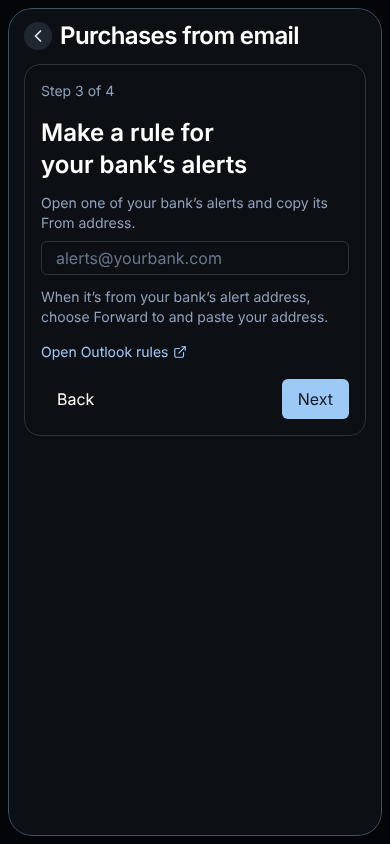 Purchases from email
Step 3 of 4
Make a rule for
your bank’s alerts
Open one of your bank’s alerts and copy its
From address.
alerts@yourbank.com
When it’s from your bank’s alert address,
choose Forward to and paste your address.
Open Outlook rules
Back
Next